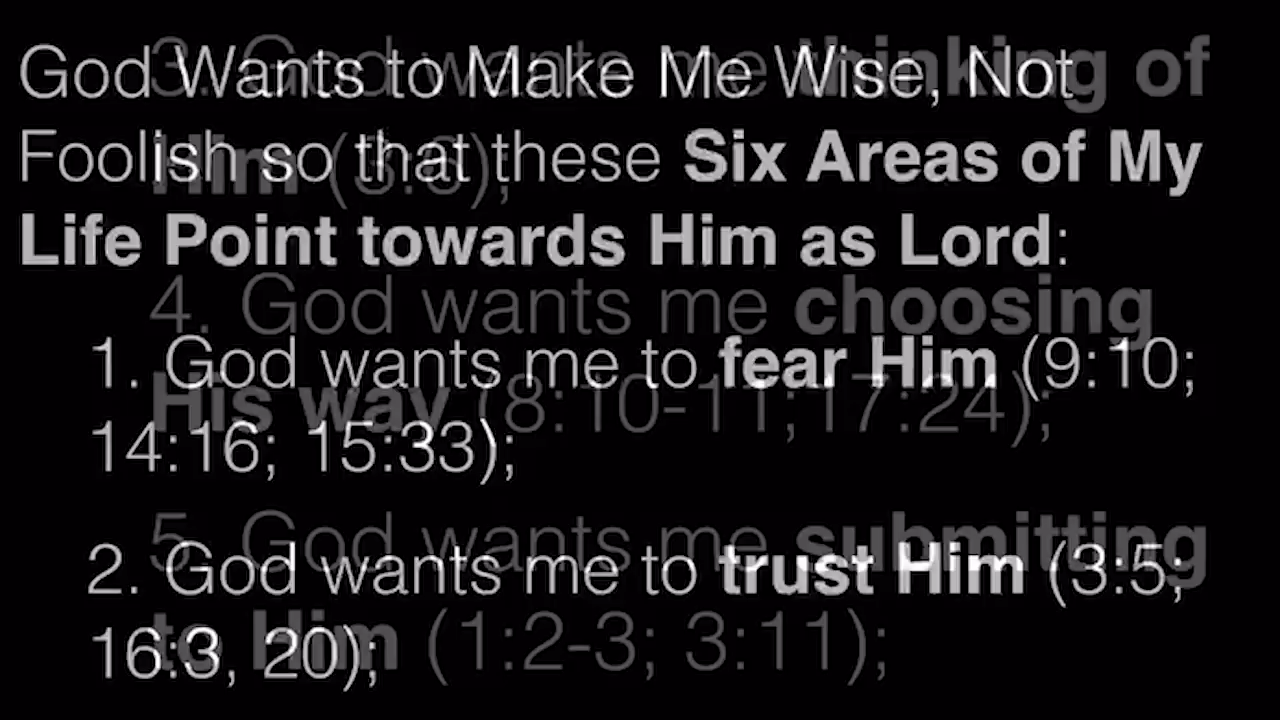 God Wants to Make Me Wise, Not
Foolish so that these Six Areas of My
Life Point towards Him as Lord:
1. God wants me to fear Him (9:10;
14:16; 15:33);
2. God wants me to trust Him (3:5;
16:3, 20);
3. God wants me thinking of
Him (3:6);
4. God wants me choosing
His way (8:10-11; 17:24);
5. God wants me submitting
to Him (1:2-3; 3:11);